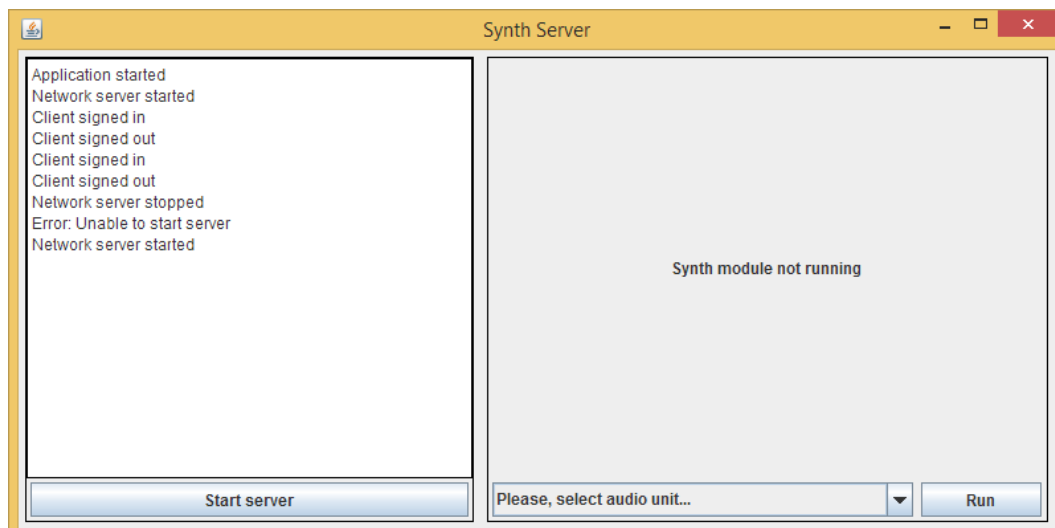 Synth Server
Application started
Network server started
Client signed in
Client signed out
Client signed in
Client signed out
Network server stopped
Error: Unable to start server
Network server started
Start server
Synth module not running
Please, select audio unit...
Run